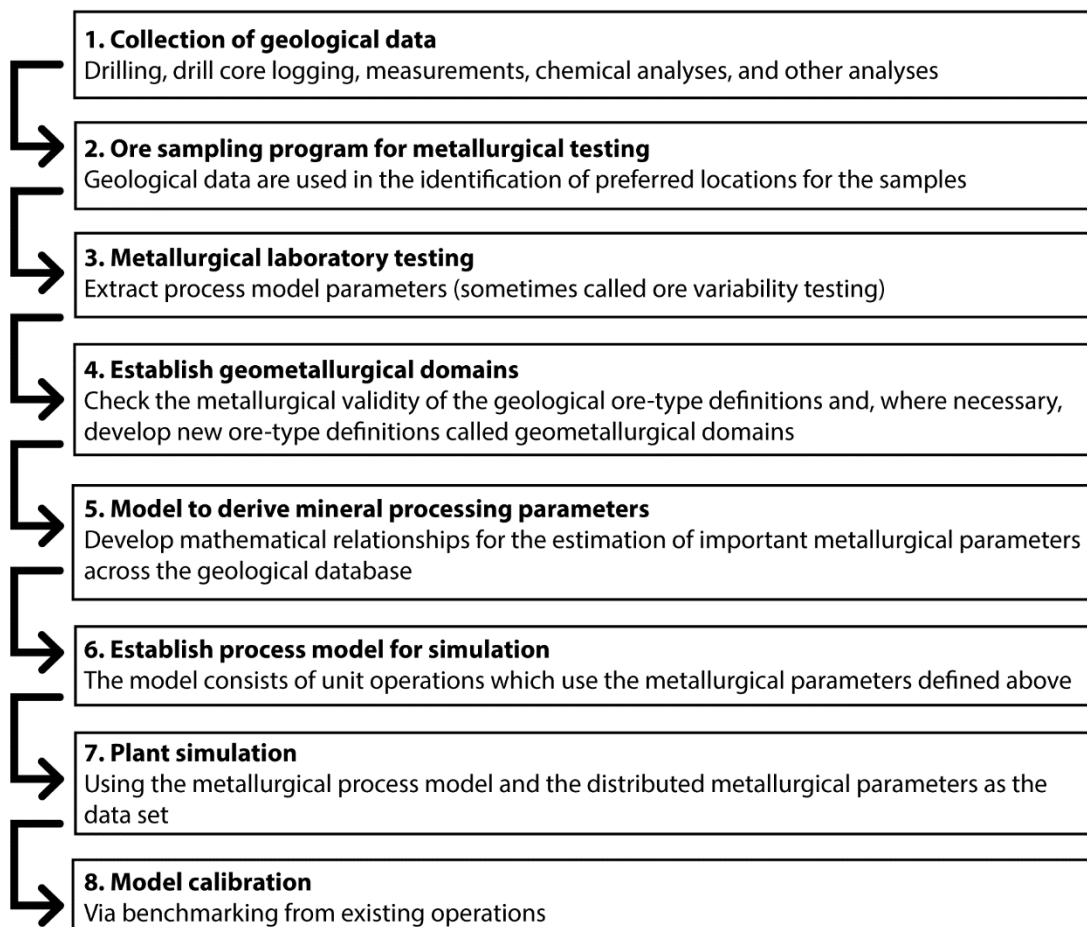 1. Collection of geological data
Drilling, drill core logging, measurements, chemical analyses, and other analyses
2. Ore sampling program for metallurgical testing
Geological data are used in the identification of preferred locations for the samples
3. Metallurgical laboratory testing
Extract process model parameters (sometimes called ore variability testing)
4. Establish geometallurgical domains
Check the metallurgical validity of the geological ore-type definitions and, where necessary,
develop new ore-type definitions called geometallurgical domains
5. Model to derive mineral processing parameters
Develop mathematical relationships for the estimation of important metallurgical parameters
across the geological database
6. Establish process model for simulation
The model consists of unit operations which use the metallurgical parameters defined above
7. Plant simulation
Using the metallurgical process model and the distributed metallurgical parameters as the
data set
8. Model calibration
Via benchmarking from existing operations